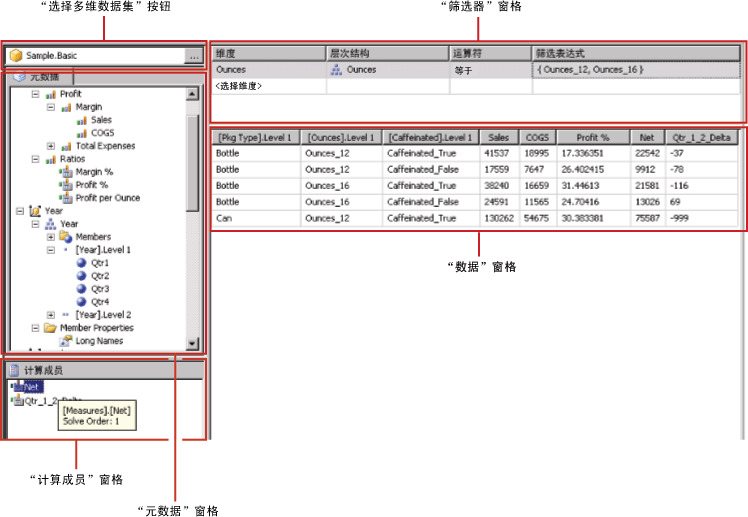 “选择多维数据集”按钮
“筛选器”窗格
Sample.Basic ...
元数据
Profit
Margin
Sales
COGS
Total Expenses
Ratios
Margin %
Profit %
Profit per Ounce
Year
Year
Members
[Year].Level 1
Qtr1
Qtr2
Qtr3
Qtr4
[Year].Level 2
Member Properties
Long Names
计算成员
Net
Qtr_1_2_Delta
[Measures].[Net]
Solve Order: 1
维度 层次结构 运算符 筛选表达式
Ounces Ounces 等于 { Ounces_12, Ounces_16 }
<选择维度>
[Pkg Type].Level 1 [Ounces].Level 1 [Caffeinated].Level 1 Sales COGS Profit % Net Qtr_1_2_Delta
Bottle Ounces_12 Caffeinated_True 41537 18995 17.336351 22542 -37
Bottle Ounces_12 Caffeinated_False 17559 7647 26.402415 9912 -78
Bottle Ounces_16 Caffeinated_True 38240 16659 31.44613 21581 -116
Bottle Ounces_16 Caffeinated_False 24591 11565 24.70416 13026 69
Can Ounces_12 Caffeinated_True 130262 54675 30.383381 75587 -999
“数据”窗格
“计算成员”窗格
“元数据”窗格